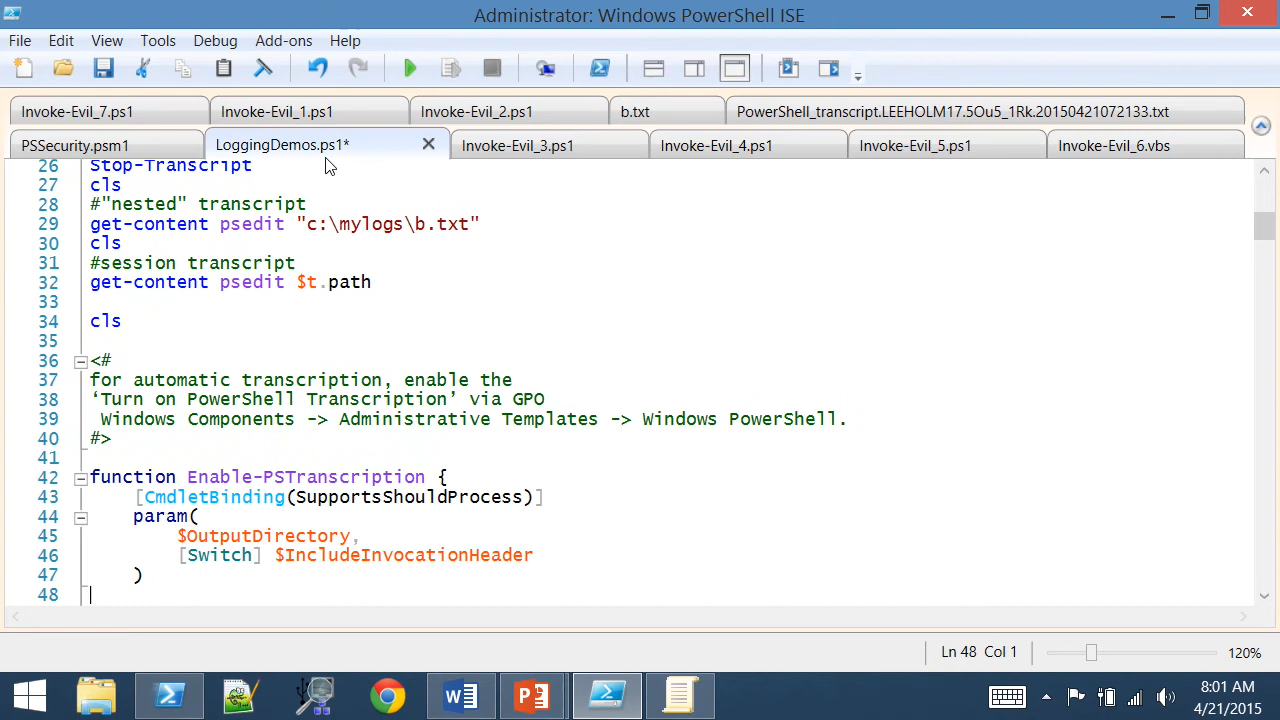 Administrator: Windows PowerShell ISE
File Edit View Tools Debug Add-ons Help
Invoke-Evil_7.ps1 Invoke-Evil_1.ps1 Invoke-Evil_2.ps1 b.txt PowerShell_transcript.LEEHOLM17.5Ou5_1Rk.20150421072133.txt
PSSecurity.psm1 LoggingDemos.ps1* Invoke-Evil_3.ps1 Invoke-Evil_4.ps1 Invoke-Evil_5.ps1 Invoke-Evil_6.vbs
26 Stop-Transcript
27 cls
28 #"nested" transcript
29 get-content psedit "c:\mylogs\b.txt"
30 cls
31 #session transcript
32 get-content psedit $t.path
33
34 cls
35
36 <#
37 for automatic transcription, enable the
38 ‘Turn on PowerShell Transcription’ via GPO
39 Windows Components -> Administrative Templates -> Windows PowerShell.
40 #>
41
42 function Enable-PSTranscription {
43 [CmdletBinding(SupportsShouldProcess)]
44 param(
45 $OutputDirectory,
46 [Switch] $IncludeInvocationHeader
47 )
48
Ln 48 Col 1 120%
8:01 AM
4/21/2015